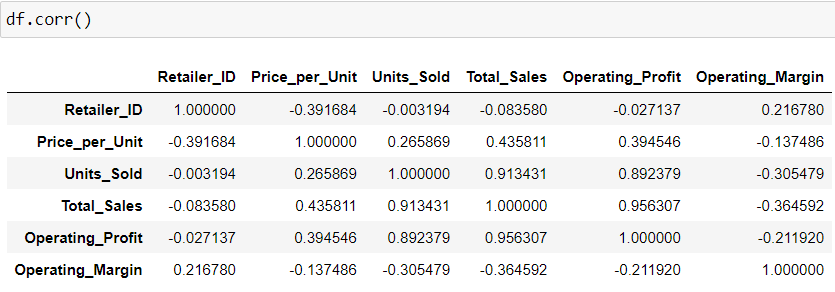 df.corr()
Retailer_ID Price_per_Unit Units_Sold Total_Sales Operating_Profit Operating_Margin
Retailer_ID 1.000000 -0.391684 -0.003194 -0.083580 -0.027137 0.216780
Price_per_Unit -0.391684 1.000000 0.265869 0.435811 0.394546 -0.137486
Units_Sold -0.003194 0.265869 1.000000 0.913431 0.892379 -0.305479
Total_Sales -0.083580 0.435811 0.913431 1.000000 0.956307 -0.364592
Operating_Profit -0.027137 0.394546 0.892379 0.956307 1.000000 -0.211920
Operating_Margin 0.216780 -0.137486 -0.305479 -0.364592 -0.211920 1.000000